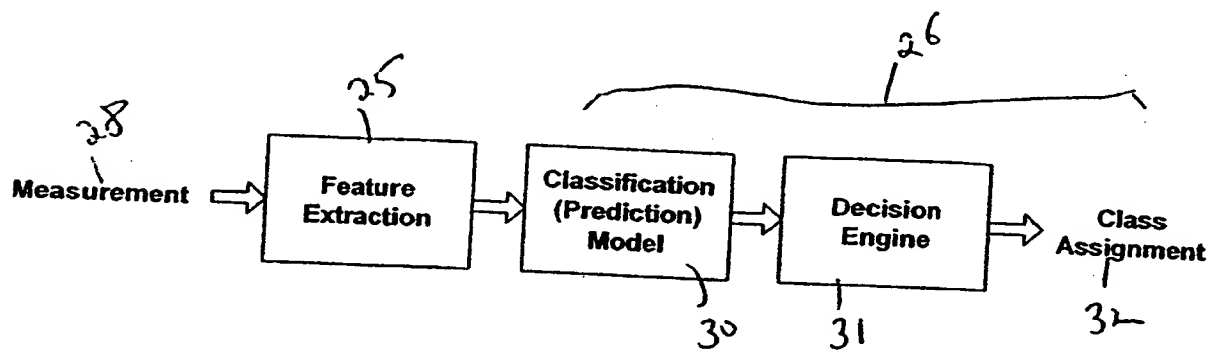 26
25
28
Measurement
Feature
Extraction
Classification
(Prediction)
Model
Decision
Engine
Class
Assignment
30
31
32